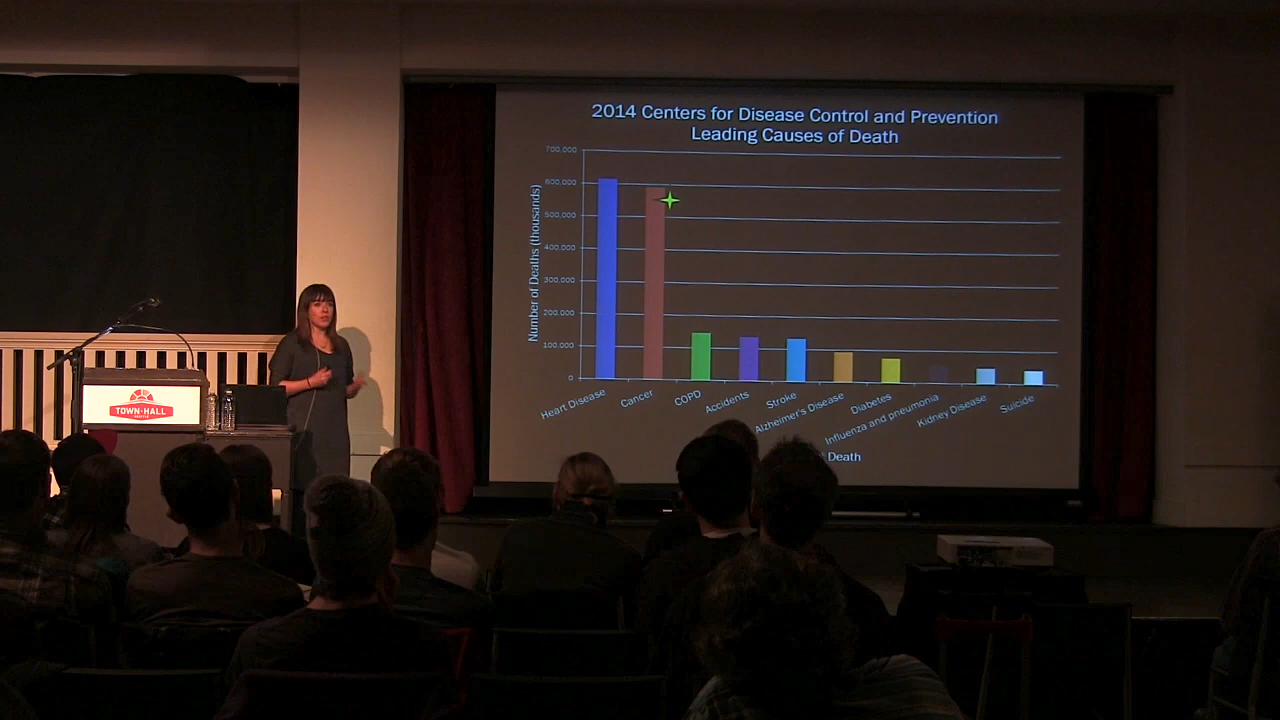 2014 Centers for Disease Control and Prevention
Leading Causes of Death
Number of Deaths (thousands)
700,000
600,000
500,000
400,000
300,000
200,000
100,000
0
Heart Disease
Cancer
COPD
Accidents
Stroke
Alzheimer's Disease
Diabetes
Influenza and pneumonia
Kidney Disease
Suicide
Death
TOWN HALL
SEATTLE